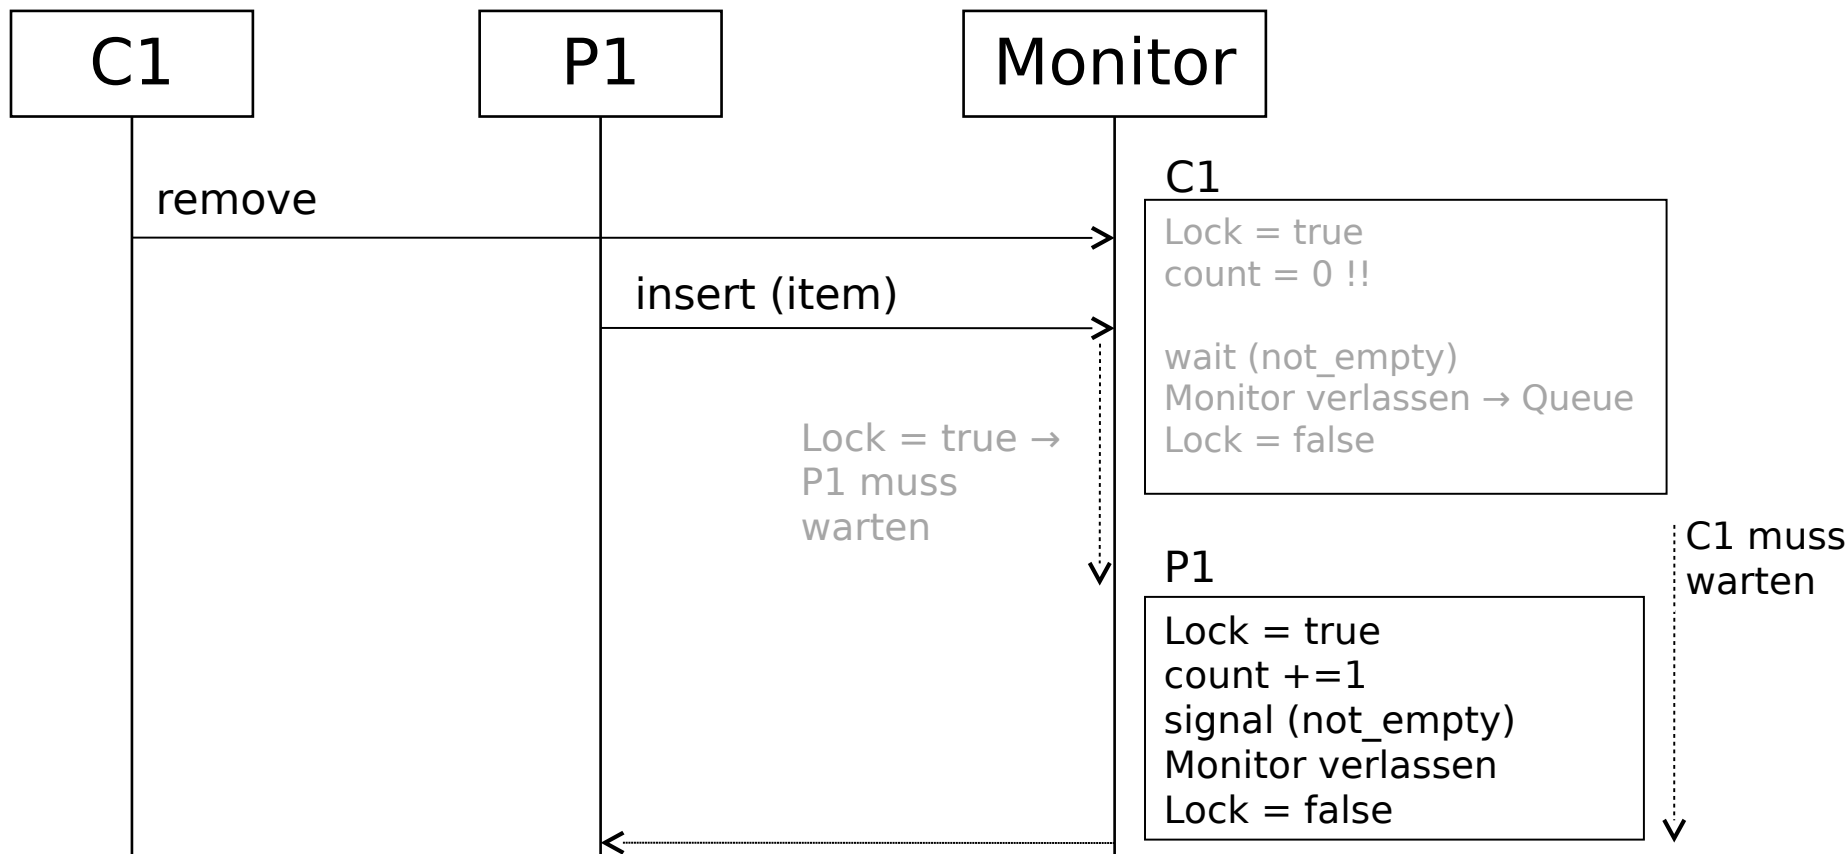 C1
P1
Monitor
C1
remove
Lock = true
count = 0 !!
insert (item)
wait (not_empty)
Monitor verlassen → Queue
Lock = false
Lock = true →
P1 muss
warten
C1 muss
warten
P1
Lock = true
count +=1
signal (not_empty)
Monitor verlassen
Lock = false